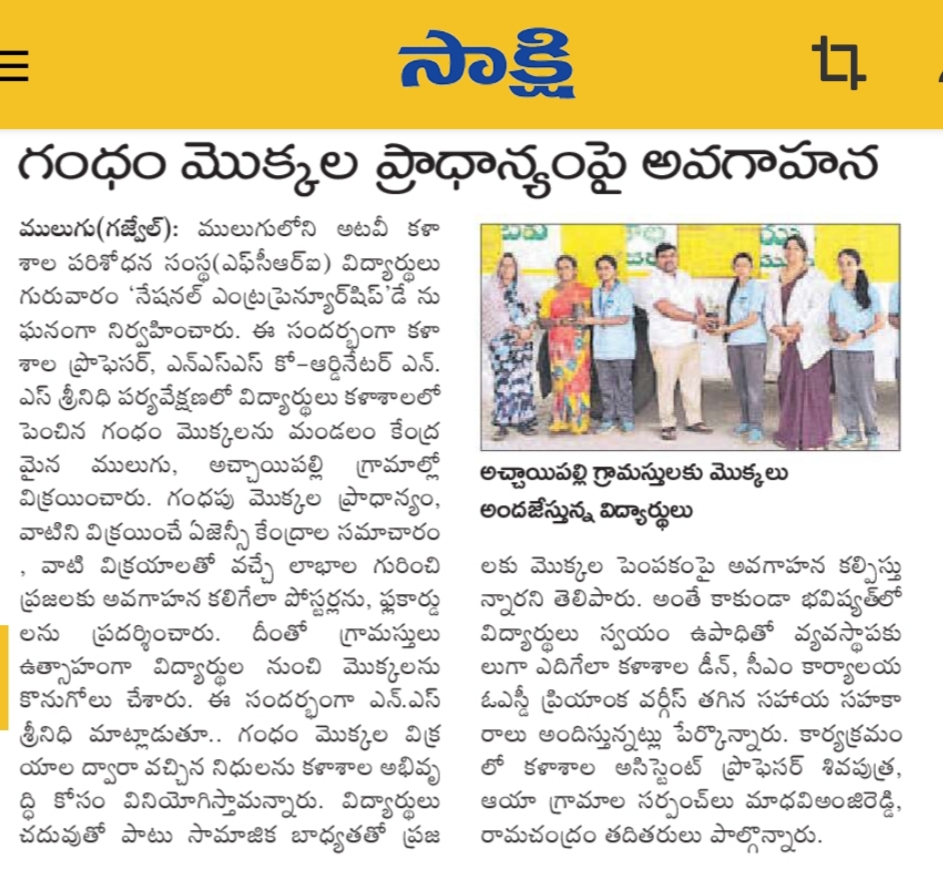 సాక్షి
గంధం మొక్కల ప్రాధాన్యంపై అవగాహన
ములుగు(గజ్వేల్): ములుగులోని అటవీ కళా
శాల పరిశోధన సంస్థ(ఎఫ్‌సీఆర్‌ఐ) విద్యార్థులు
గురువారం ‘నేషనల్ ఎంట్రప్రెన్యూర్‌షిప్’డే ను
ఘనంగా నిర్వహించారు. ఈ సందర్భంగా కళా
శాల ప్రొఫెసర్, ఎన్ఎస్ఎస్ కో-ఆర్డినేటర్ ఎన్.
ఎస్ శ్రీనిధి పర్యవేక్షణలో విద్యార్థులు కళాశాలలో
పెంచిన గంధం మొక్కలను మండలం కేంద్ర
మైన ములుగు, అచ్చాయిపల్లి గ్రామాల్లో
విక్రయించారు. గంధపు మొక్కల ప్రాధాన్యం,
వాటిని విక్రయించే ఏజెన్సీ కేంద్రాల సమాచారం
, వాటి విక్రయాలతో వచ్చే లాభాల గురించి
ప్రజలకు అవగాహన కలిగేలా పోస్టర్లను, ఫ్లకార్డు
లను ప్రదర్శించారు. దీంతో గ్రామస్తులు
ఉత్సాహంగా విద్యార్థుల నుంచి మొక్కలను
కొనుగోలు చేశారు. ఈ సందర్భంగా ఎన్.ఎస్
శ్రీనిధి మాట్లాడుతూ.. గంధం మొక్కల విక్ర
యాల ద్వారా వచ్చిన నిధులను కళాశాల అభివృ
ద్ధి కోసం వినియోగిస్తామన్నారు. విద్యార్థులు
చదువుతో పాటు సామాజిక బాధ్యతతో ప్రజ
అచ్చాయిపల్లి గ్రామస్తులకు మొక్కలు
అందజేస్తున్న విద్యార్థులు
లకు మొక్కల పెంపకంపై అవగాహన కల్పిస్తు
న్నారని తెలిపారు. అంతే కాకుండా భవిష్యత్‌లో
విద్యార్థులు స్వయం ఉపాధితో వ్యవస్థాపకు
లుగా ఎదిగేలా కళాశాల డీన్, సీఎం కార్యాలయ
ఓఎస్డీ ప్రియాంక వర్గీస్ తగిన సహాయ సహకా
రాలు అందిస్తున్నట్లు పేర్కొన్నారు. కార్యక్రమం
లో కళాశాల అసిస్టెంట్ ప్రొఫెసర్ శివపుత్ర,
ఆయా గ్రామాల సర్పంచ్‌లు మాధవిఅంజిరెడ్డి,
రామచంద్రం తదితరులు పాల్గొన్నారు.